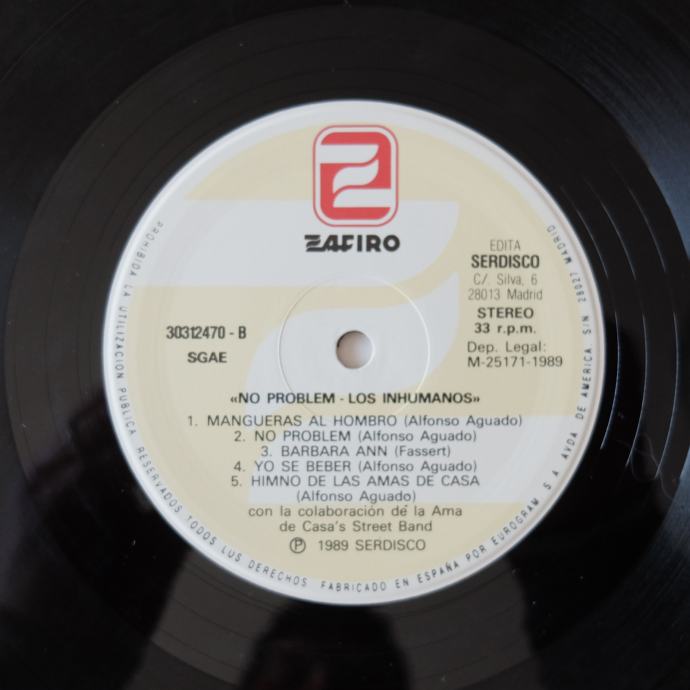 ZAFIRO
EDITA
SERDISCO
C/. Silva, 6
28013 Madrid
STEREO
33 r.p.m.
Dep. Legal:
M-25171-1989
30312470 - B
SGAE
«NO PROBLEM - LOS INHUMANOS»
1. MANGUERAS AL HOMBRO (Alfonso Aguado)
2. NO PROBLEM (Alfonso Aguado)
3. BARBARA ANN (Fassert)
4. YO SE BEBER (Alfonso Aguado)
5. HIMNO DE LAS AMAS DE CASA
(Alfonso Aguado)
con la colaboración de la Ama
de Casa's Street Band
Ⓟ 1989 SERDISCO
PROHIBIDA LA UTILIZACION PUBLICA RESERVADOS TODOS LUS DERECHOS. FABRICADO EN ESPAÑA POR EUROGRAM S A AVDA DE AMERICA, S/N 28027 MADRID